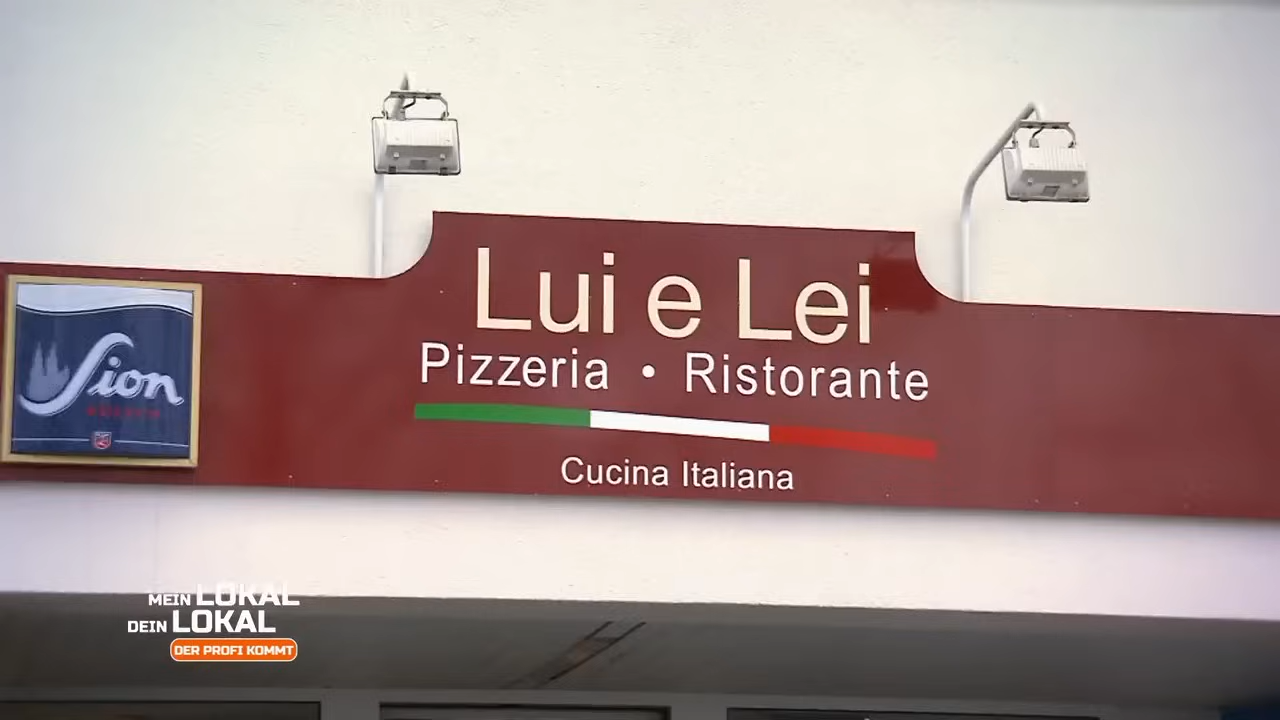 Lui e Lei
Pizzeria • Ristorante
Cucina Italiana
Sion
MEIN LOKAL
DEIN LOKAL
DER PROFI KOMMT